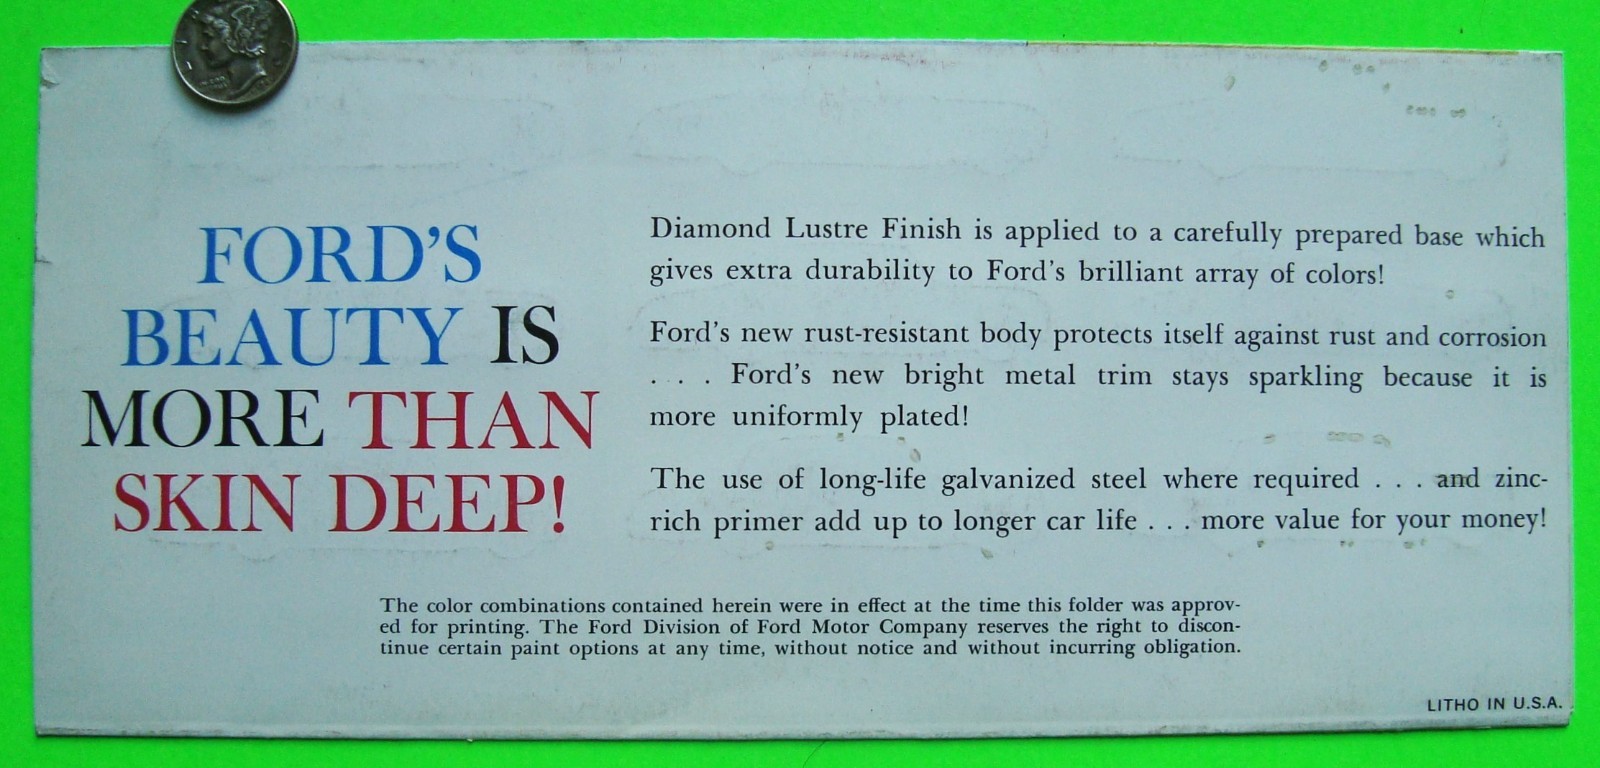 FORD'S
BEAUTY IS
MORE THAN
SKIN DEEP!
Diamond Lustre Finish is applied to a carefully prepared base which
gives extra durability to Ford's brilliant array of colors!
Ford's new rust-resistant body protects itself against rust and corrosion
. . . Ford's new bright metal trim stays sparkling because it is
more uniformly plated!
The use of long-life galvanized steel where required . . . and zinc-
rich primer add up to longer car life . . . more value for your money!
The color combinations contained herein were in effect at the time this folder was approv-
ed for printing. The Ford Division of Ford Motor Company reserves the right to discon-
tinue certain paint options at any time, without notice and without incurring obligation.
LITHO IN U.S.A.